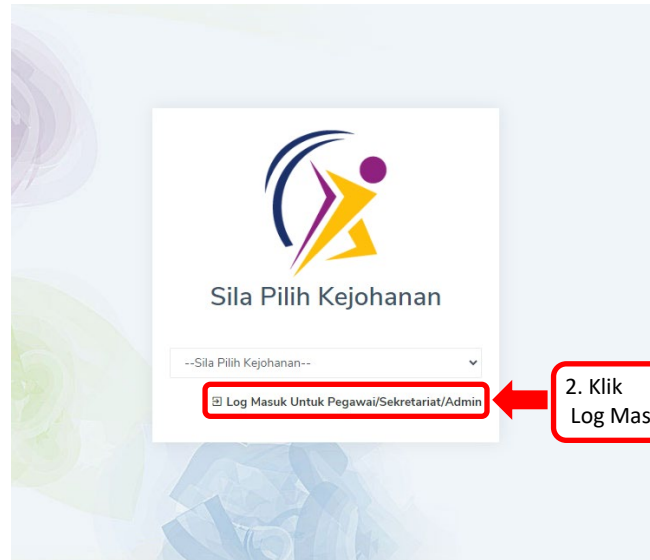 Sila Pilih Kejohanan
--Sila Pilih Kejohanan--
Log Masuk Untuk Pegawai/Sekretariat/Admin
2. Klik
Log Mas